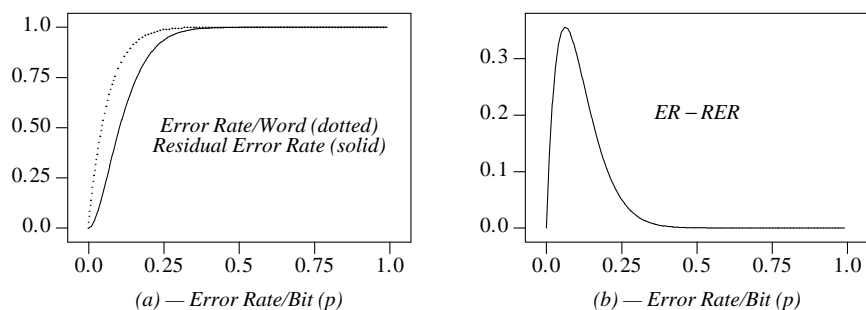 1.0
0.75
0.50
0.25
0.0
Error Rate/Word (dotted)
Residual Error Rate (solid)
0.0 0.25 0.5 0.75 1.0
(a) — Error Rate/Bit (p)
0.3
0.2
0.1
0.0
ER – RER
0.0 0.25 0.5 0.75 1.0
(b) — Error Rate/Bit (p)